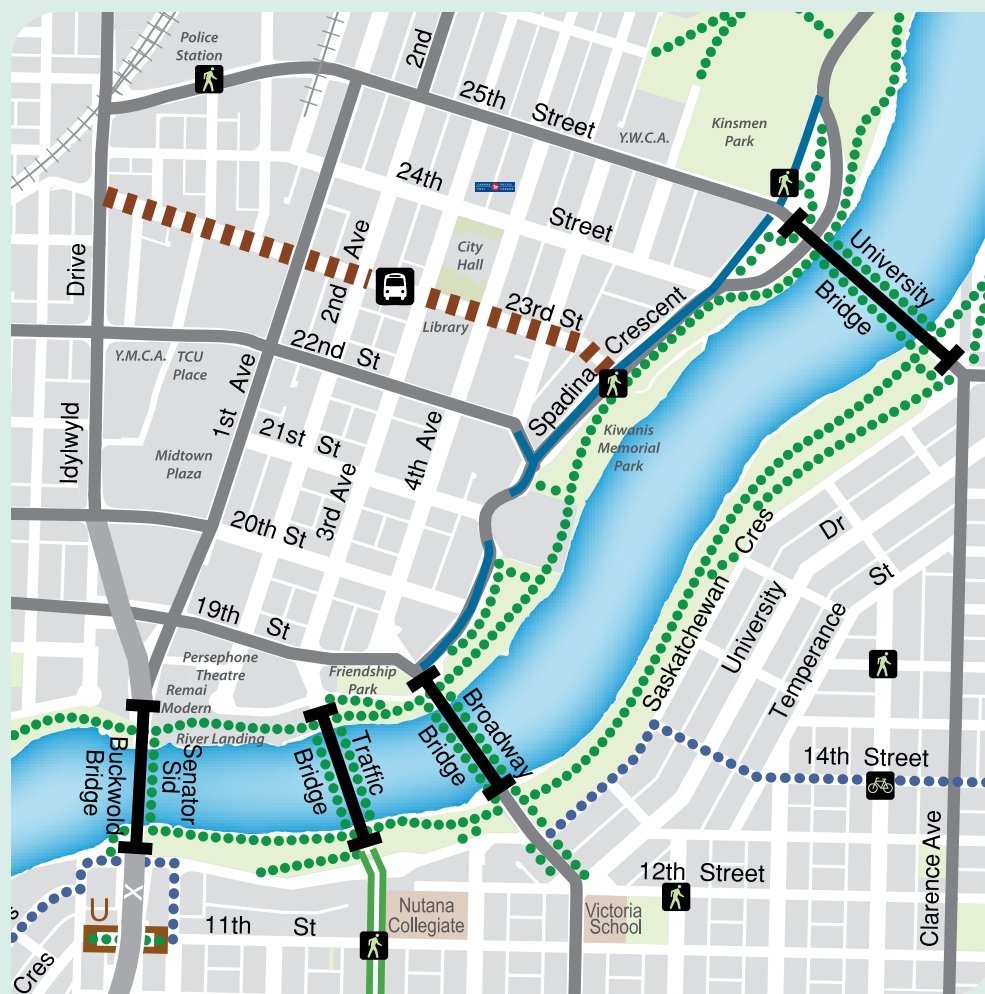 Police
Station
2nd
25th Street
Y.W.C.A.
Kinsmen
Park
24th Street
Drive
2nd Ave
City
Hall
University
Bridge
Library
23rd St
Spadina Crescent
Y.M.C.A.
TCU
Place
1st Ave
22nd St
Idylwyld
Midtown
Plaza
21st St
3rd Ave
4th Ave
Kiwanis
Memorial
Park
20th St
Saskatchewan Cres
University Dr
Temperance St
19th St
Persephone
Theatre
Remai
Modern
River Landing
Friendship
Park
Broadway
Bridge
Traffic
Bridge
Senator
Sid
Buckwold
Bridge
14th Street
12th Street
Clarence Ave
Nutana
Collegiate
Victoria
School
11th St
Cres